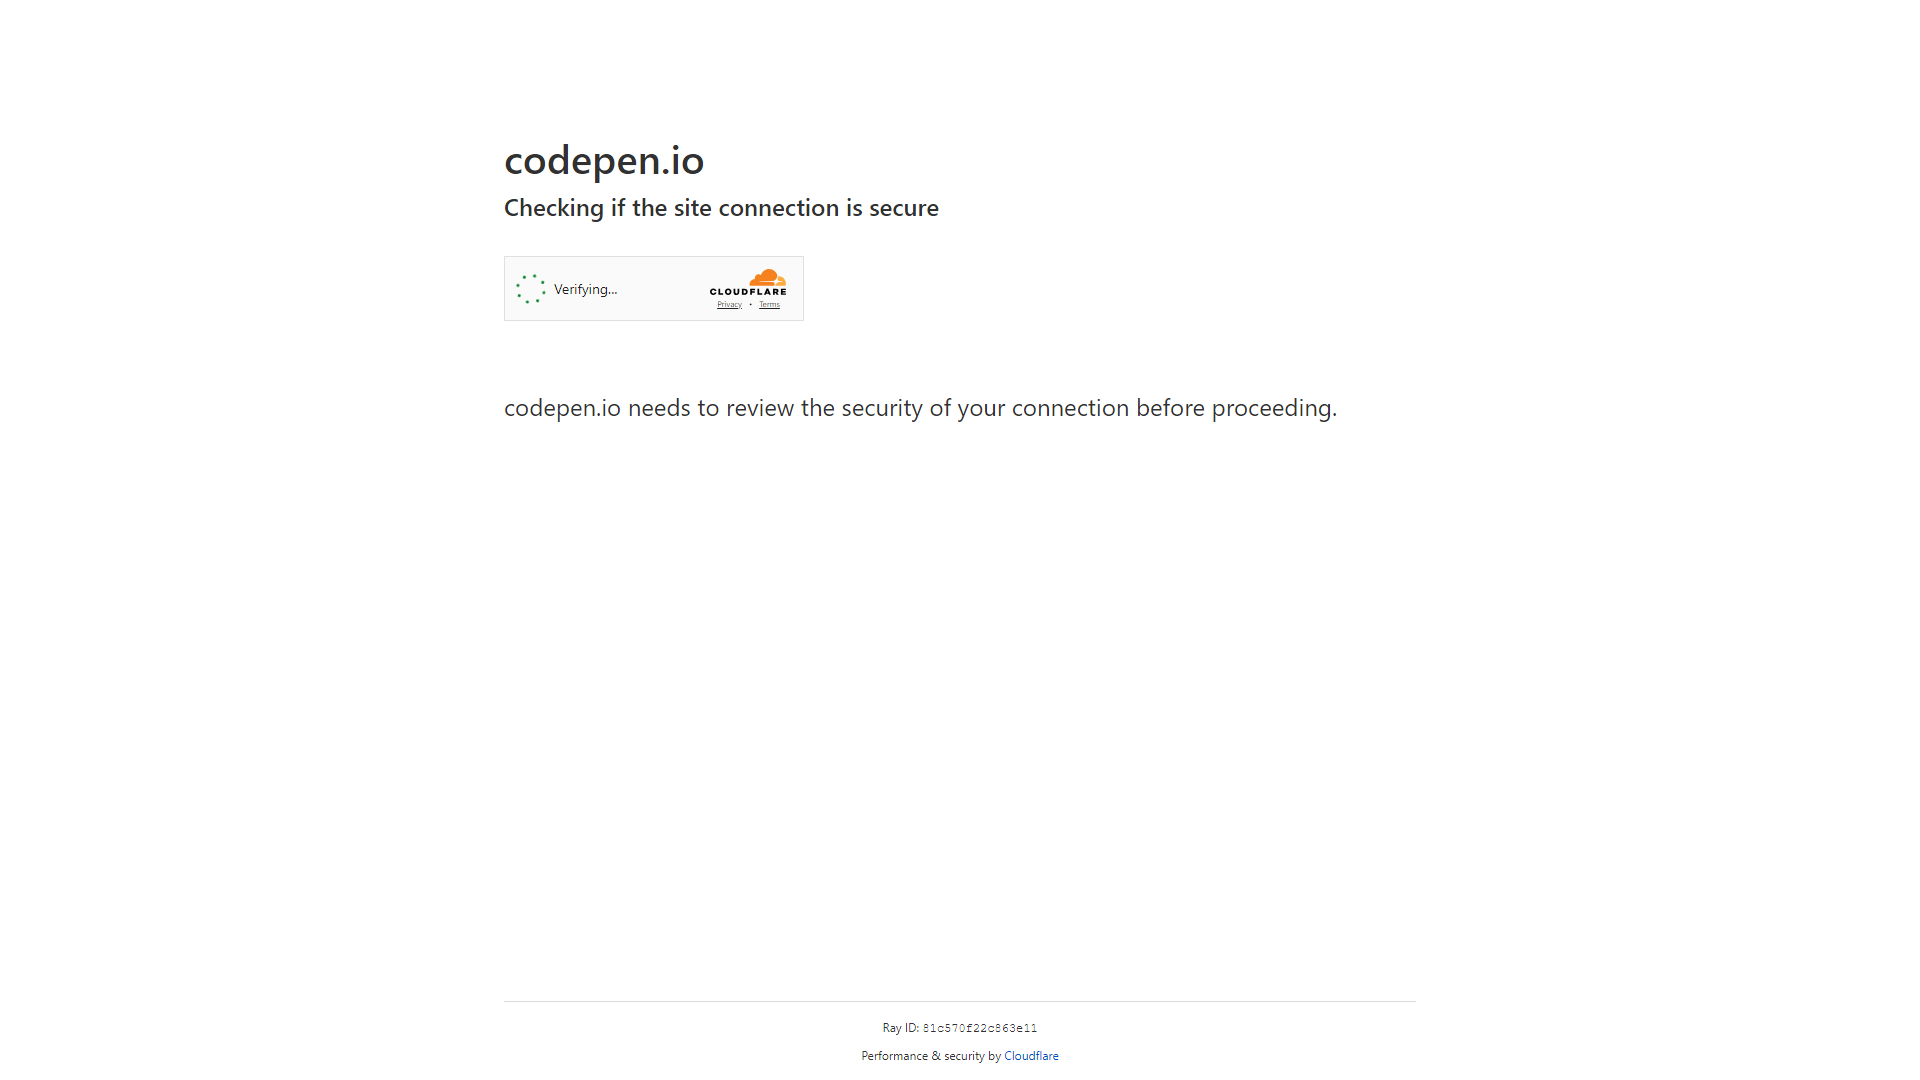 codepen.io
Checking if the site connection is secure
Verifying...
CLOUDFLARE
Privacy • Terms
codepen.io needs to review the security of your connection before proceeding.
Ray ID: 81c570f22c863e11
Performance & security by Cloudflare